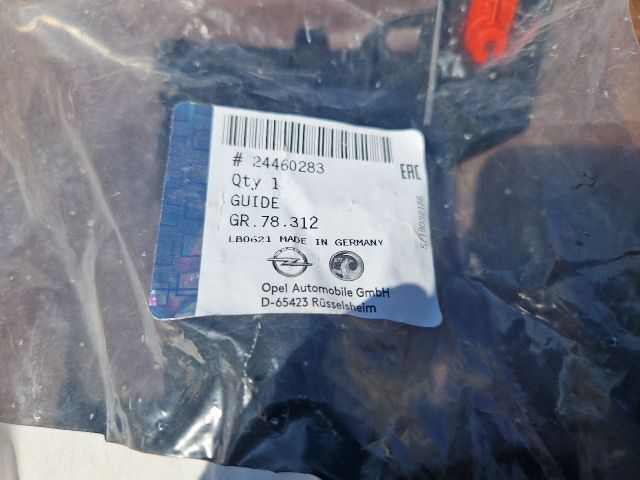 # 24460283
Qty 1
GUIDE
GR.78.312
LB0621 MADE IN GERMANY
Opel Automobile GmbH
D-65423 Rüsselsheim
EAC